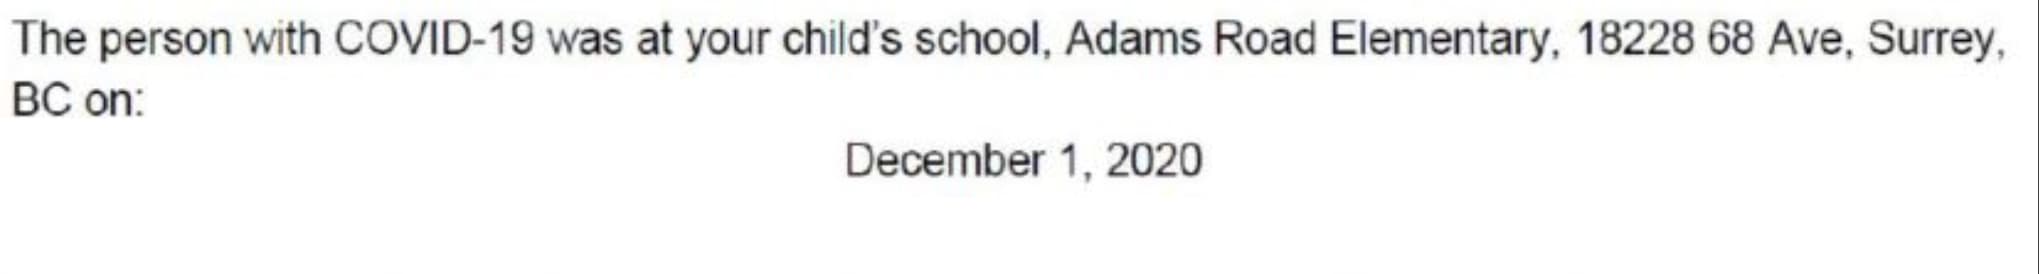 The person with COVID-19 was at your child's school, Adams Road Elementary, 18228 68 Ave, Surrey,
BC on:
December 1, 2020